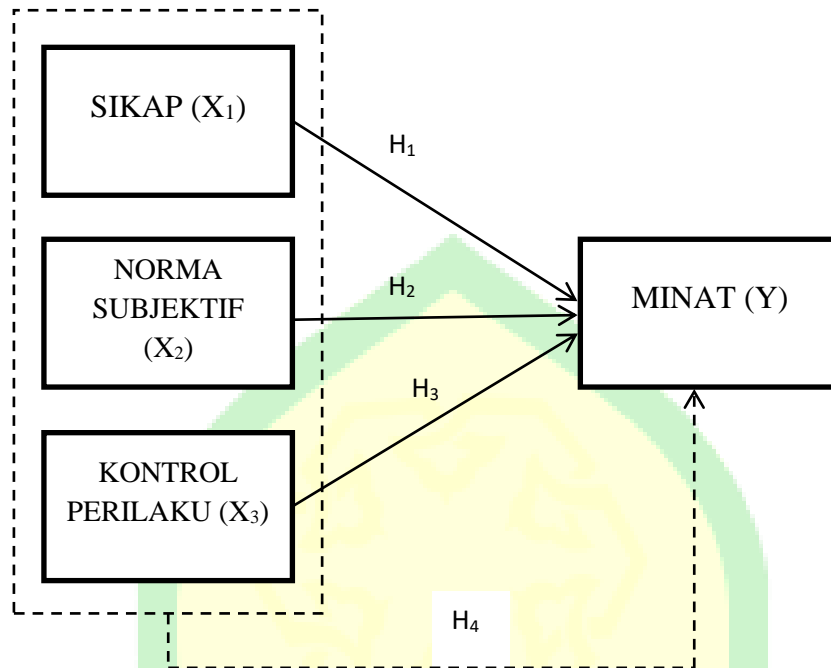 SIKAP (X₁)
H₁
NORMA
SUBJEKTIF
(X₂)
H₂
MINAT (Y)
H₃
KONTROL
PERILAKU (X₃)
H₄